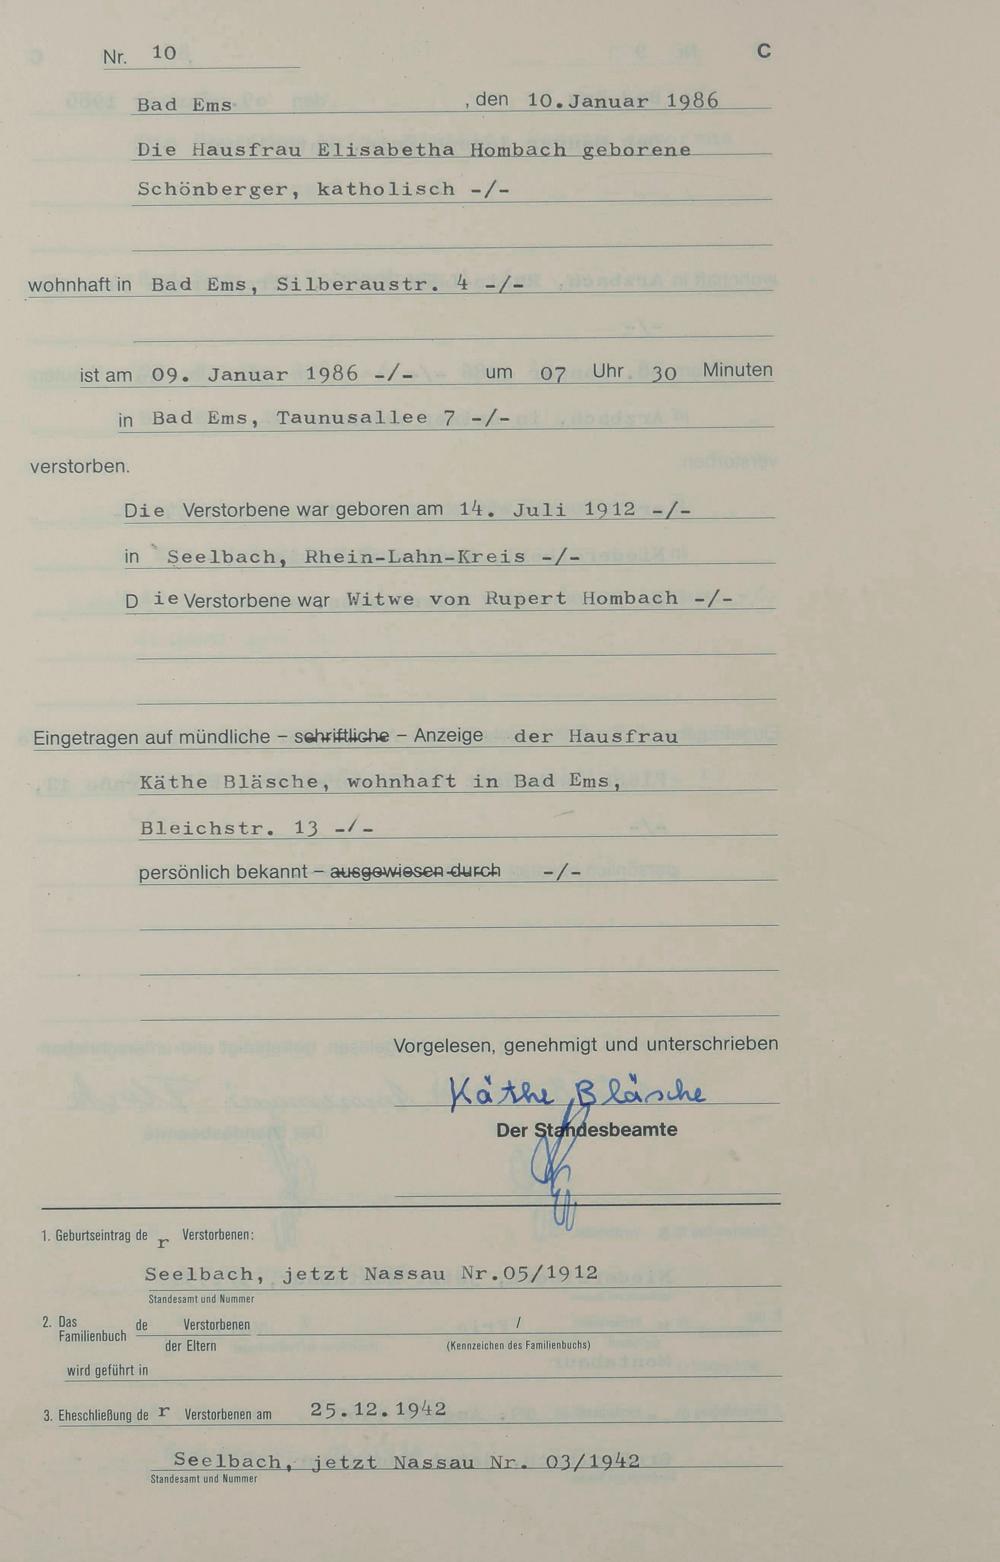 Nr. 10 C
Bad Ems , den 10. Januar 1986
Die Hausfrau Elisabetha Hombach geborene
Schönberger, katholisch -/-
wohnhaft in Bad Ems, Silberaustr. 4 -/-
ist am 09. Januar 1986 -/- um 07 Uhr 30 Minuten
in Bad Ems, Taunusallee 7 -/-
verstorben.
Die Verstorbene war geboren am 14. Juli 1912 -/-
in Seelbach, Rhein-Lahn-Kreis -/-
D ie Verstorbene war Witwe von Rupert Hombach -/-
Eingetragen auf mündliche – schriftliche – Anzeige der Hausfrau
Käthe Bläsche, wohnhaft in Bad Ems,
Bleichstr. 13 -/-
persönlich bekannt – ausgewiesen durch -/-
Vorgelesen, genehmigt und unterschrieben
Käthe Bläsche
Der Standesbeamte
1. Geburtseintrag de r Verstorbenen:
Seelbach, jetzt Nassau Nr.05/1912
Standesamt und Nummer
2. Das Familienbuch de Verstorbenen /
der Eltern (Kennzeichen des Familienbuchs)
wird geführt in
3. Eheschließung de r Verstorbenen am 25.12.1942
Seelbach, jetzt Nassau Nr. 03/1942
Standesamt und Nummer